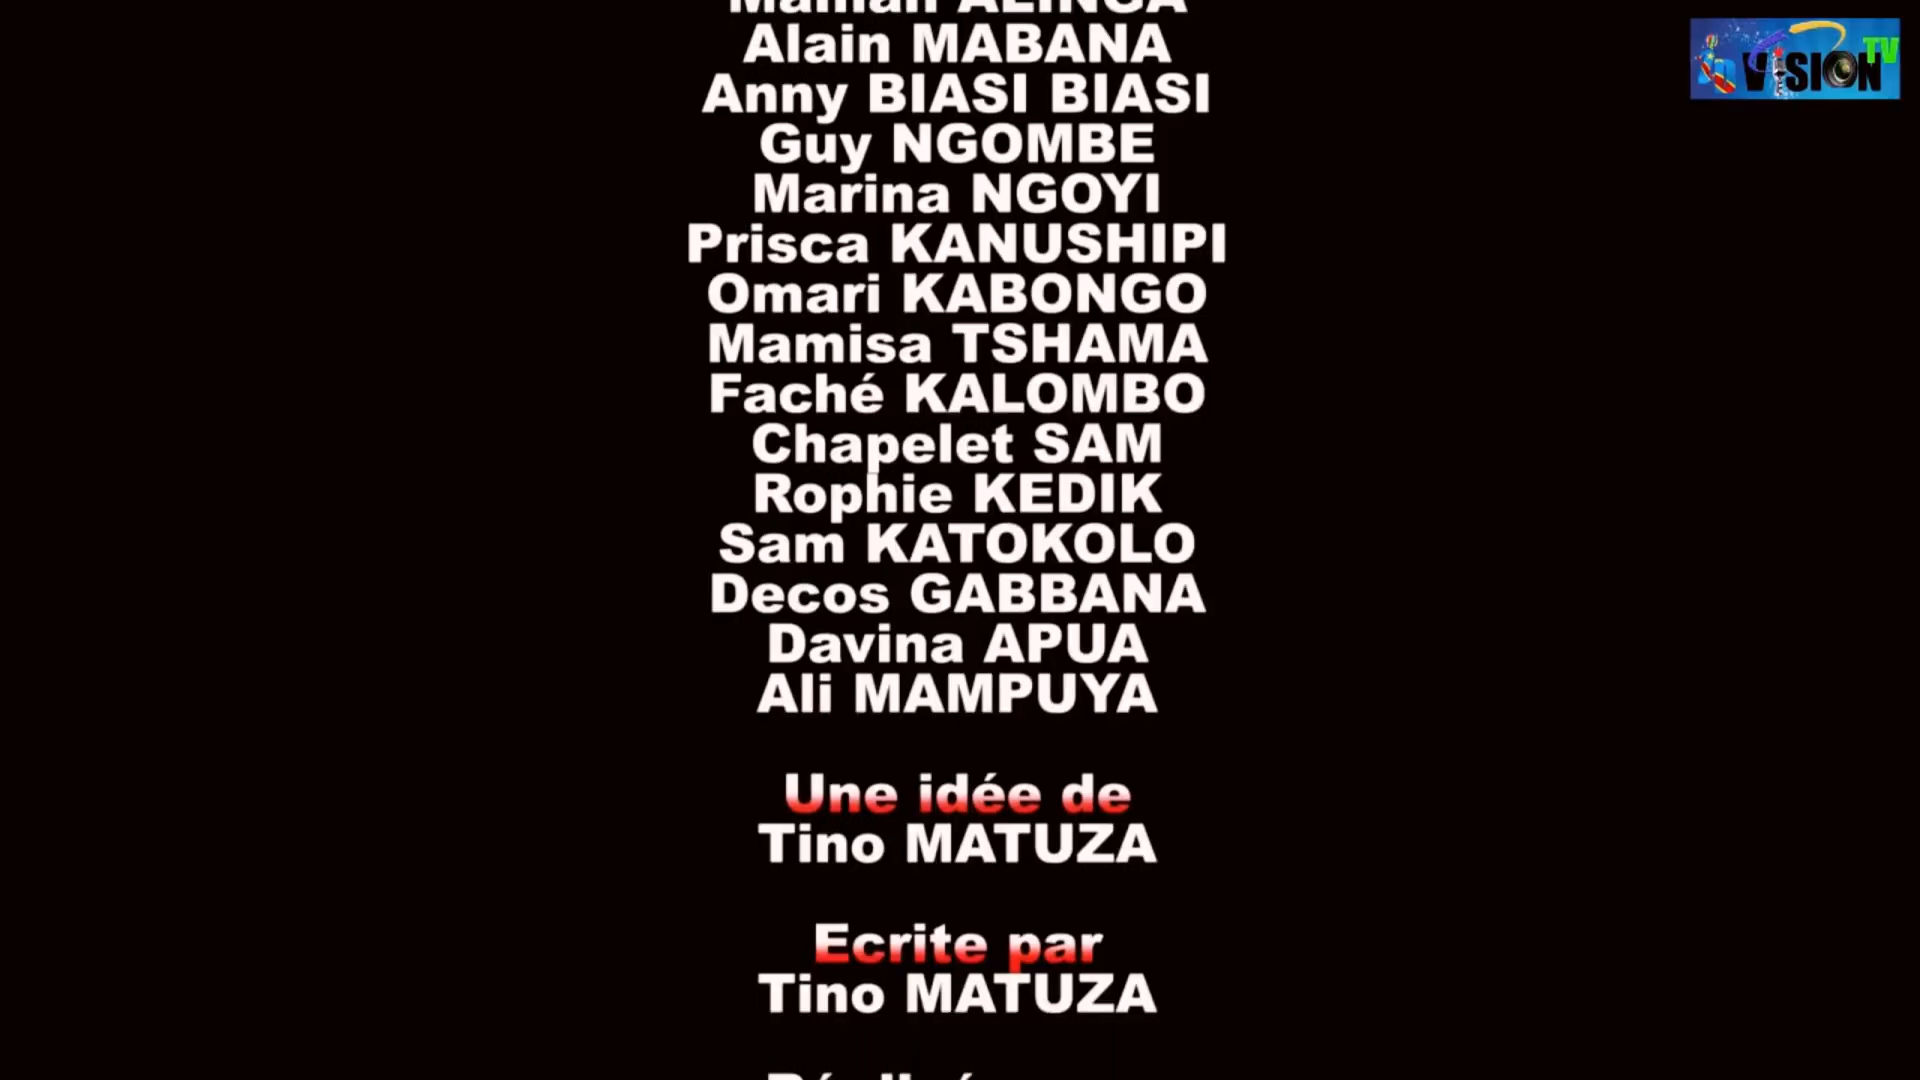 Maman ALINGA
Alain MABANA
Anny BIASI BIASI
Guy NGOMBE
Marina NGOYI
Prisca KANUSHIPI
Omari KABONGO
Mamisa TSHAMA
Faché KALOMBO
Chapelet SAM
Rophie KEDIK
Sam KATOKOLO
Decos GABBANA
Davina APUA
Ali MAMPUYA
Une idée de
Tino MATUZA
Ecrite par
Tino MATUZA
VISION TV